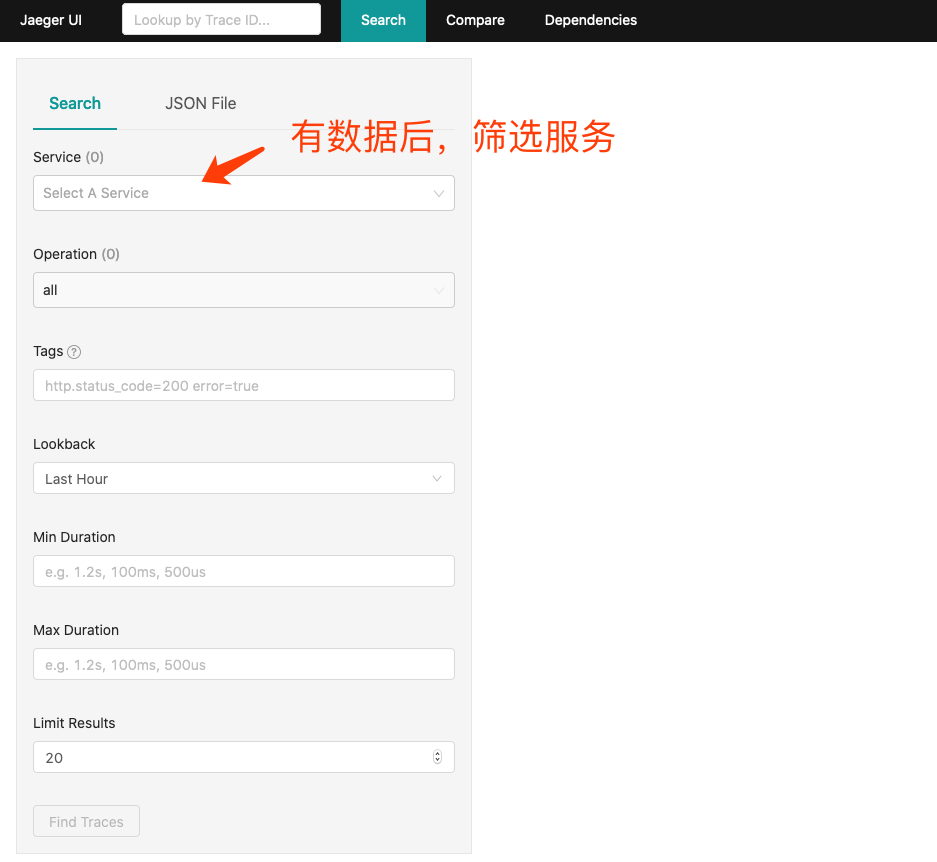 Jaeger UI
Lookup by Trace ID...
Search
Compare
Dependencies
Search
JSON File
有数据后，筛选服务
Service (0)
Select A Service
Operation (0)
all
Tags ?
http.status_code=200 error=true
Lookback
Last Hour
Min Duration
e.g. 1.2s, 100ms, 500us
Max Duration
e.g. 1.2s, 100ms, 500us
Limit Results
20
Find Traces